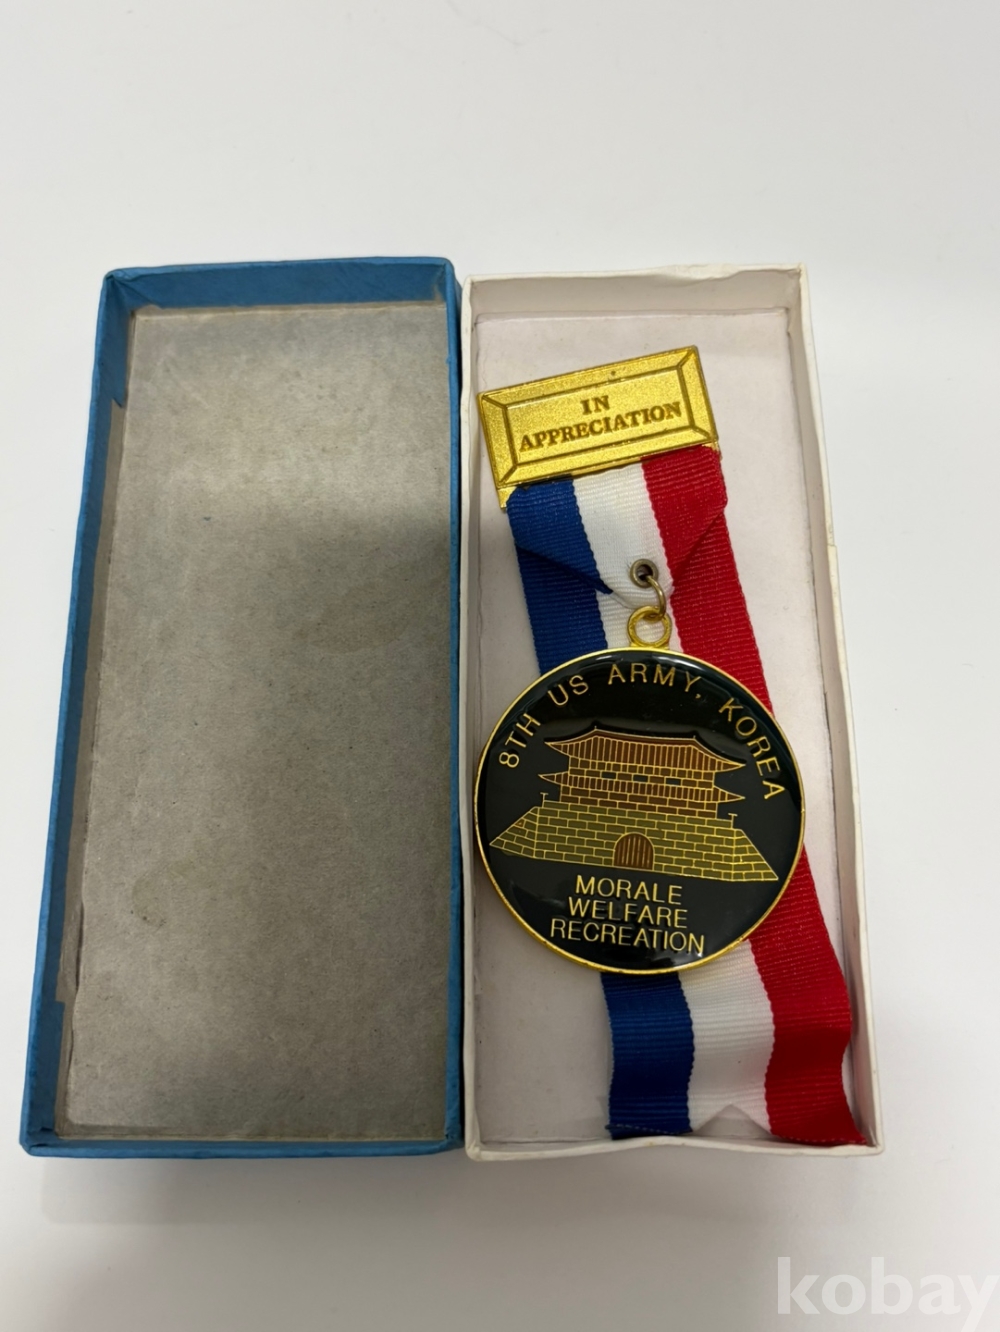 IN
APPRECIATION
8TH US ARMY, KOREA
MORALE
WELFARE
RECREATION
kobay